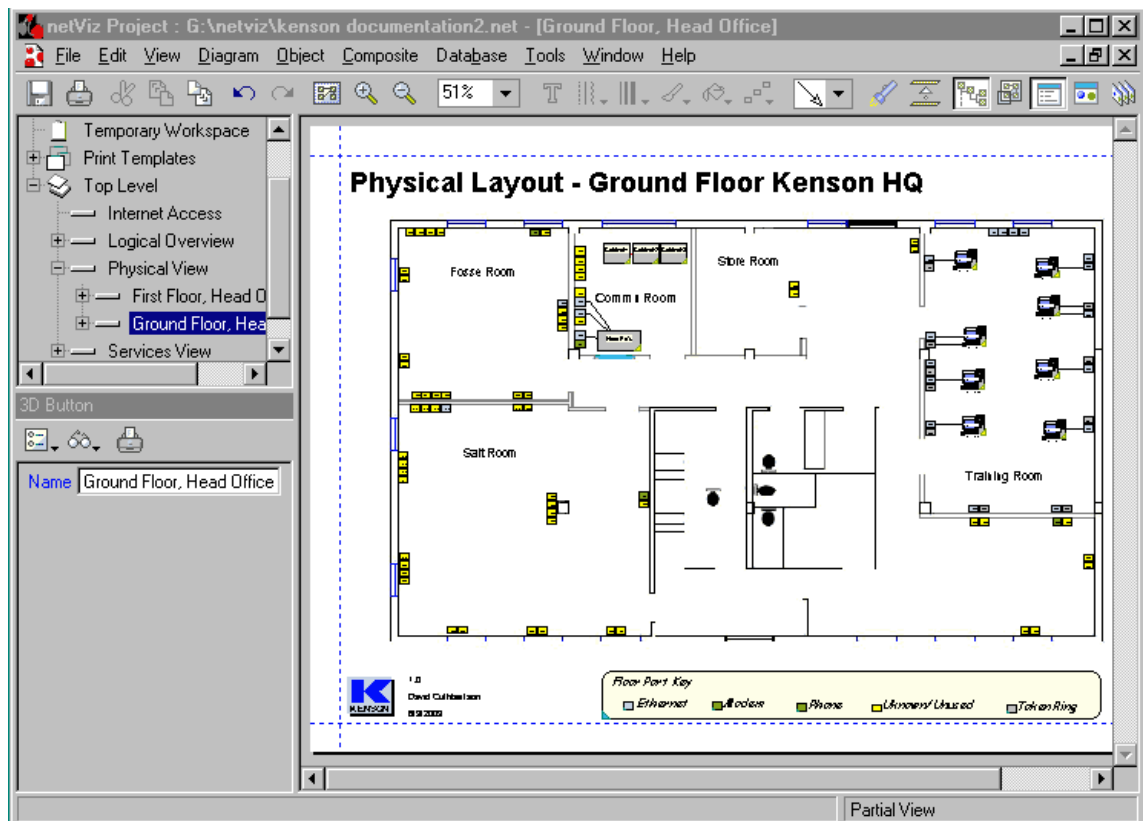 netViz Project : G:\netviz\kenson documentation2.net - [Ground Floor, Head Office]
File Edit View Diagram Object Composite Database Tools Window Help
51%
Temporary Workspace
Print Templates
Top Level
Internet Access
Logical Overview
Physical View
First Floor, Head O
Ground Floor, Hea
Services View
3D Button
Name Ground Floor, Head Office
Physical Layout - Ground Floor Kenson HQ
Fosse Room
Store Room
Comms Room
Salt Room
Training Room
KENSON
1.0
Floor Port Key
Ethernet Modem Phone Uknown/Unused Token Ring
Partial View